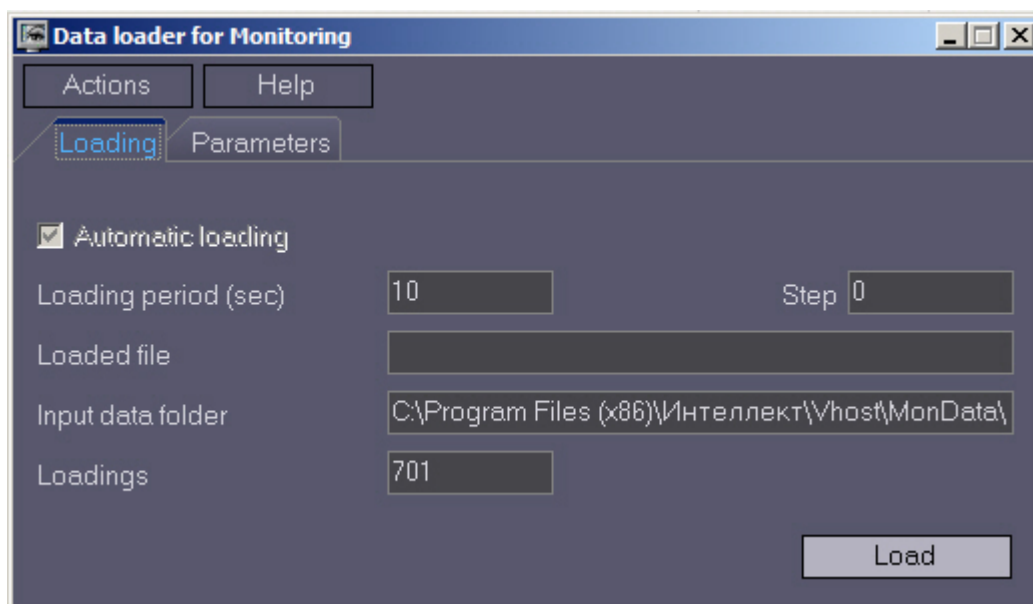 Data loader for Monitoring
Actions Help
Loading Parameters
Automatic loading
Loading period (sec) 10 Step 0
Loaded file
Input data folder C:\Program Files (x86)\Интеллект\Vhost\MonData\
Loadings 701
Load